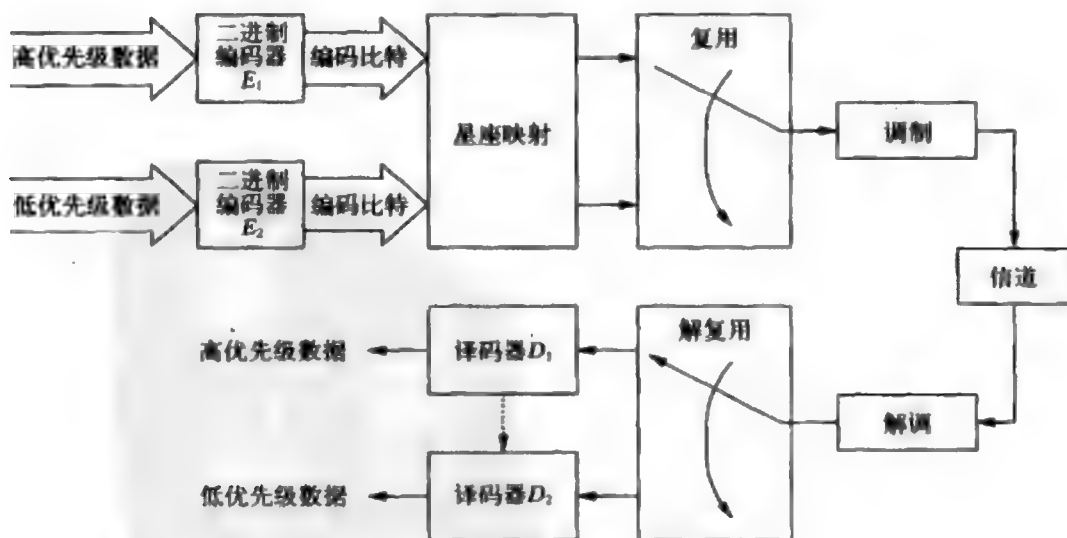 高优先级数据
二进制
编码器
E₁
编码比特
星座映射
复用
调制
低优先级数据
二进制
编码器
E₂
编码比特
信道
解复用
高优先级数据
译码器D₁
解调
低优先级数据
译码器D₂